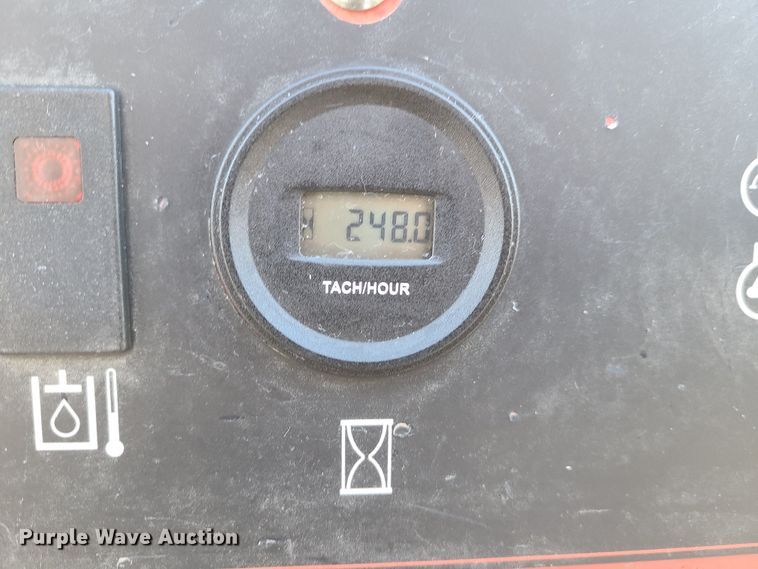 248.0
TACH/HOUR
Purple Wave Auction